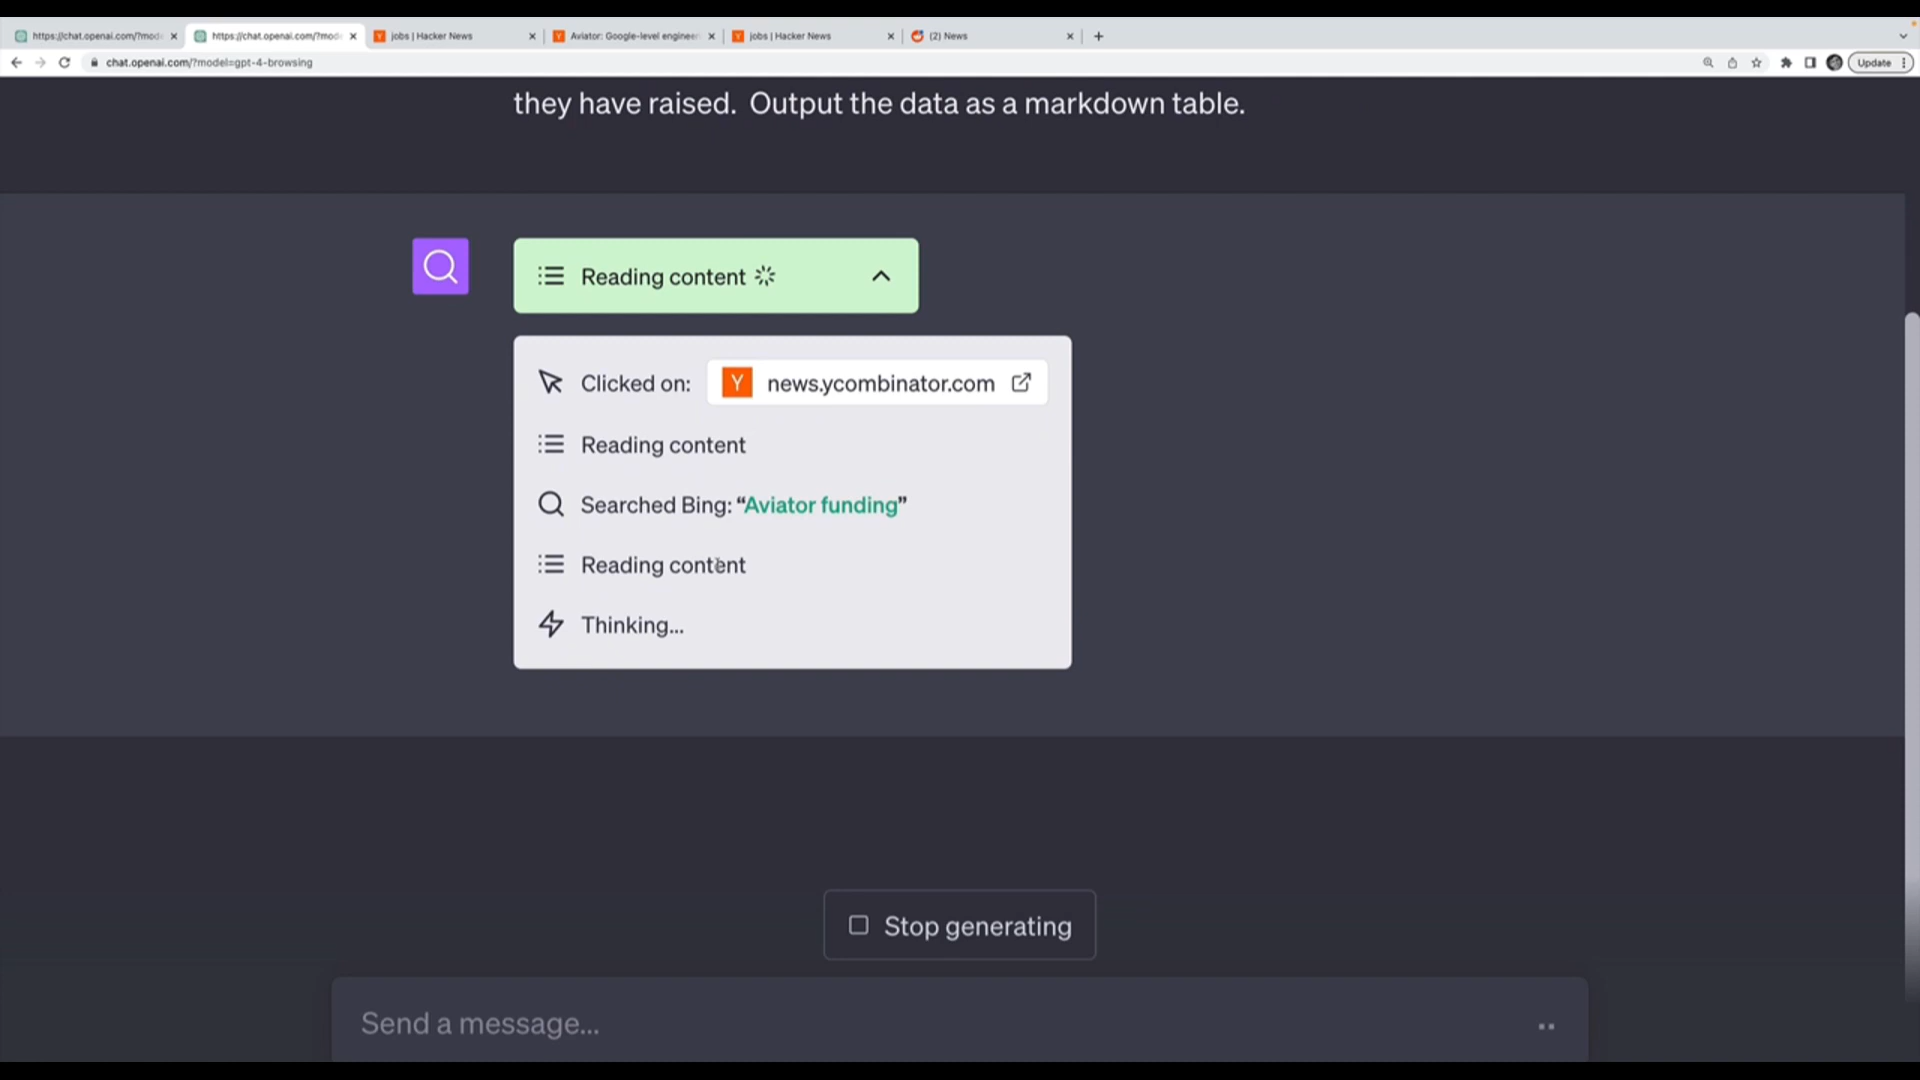 https://chat.openai.com/?mod
https://chat.openai.com/?mod
jobs | Hacker News
Aviator: Google-level engineer
jobs | Hacker News
(2) News
chat.openai.com/?model=gpt-4-browsing
Update
they have raised. Output the data as a markdown table.
Reading content
Clicked on: Y news.ycombinator.com
Reading content
Searched Bing: “Aviator funding”
Reading content
Thinking...
Stop generating
Send a message...